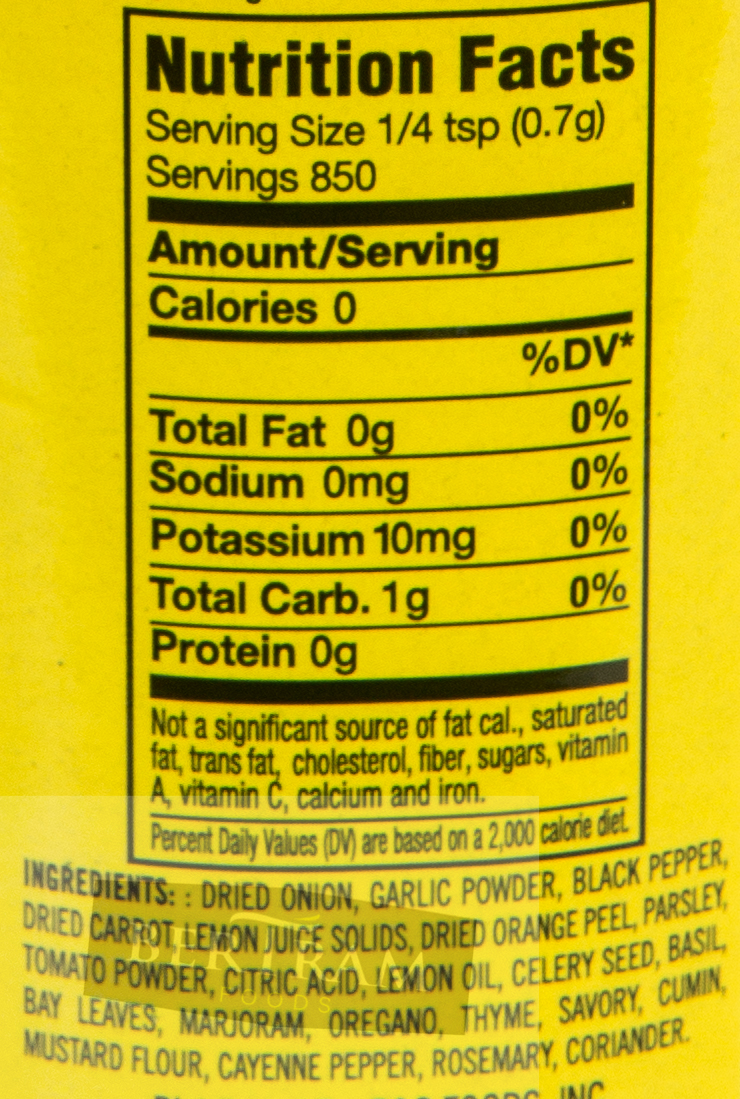 Nutrition Facts
Serving Size 1/4 tsp (0.7g)
Servings 850
Amount/Serving
Calories 0
%DV*
Total Fat 0g 0%
Sodium 0mg 0%
Potassium 10mg 0%
Total Carb. 1g 0%
Protein 0g
Not a significant source of fat cal., saturated
fat, trans fat, cholesterol, fiber, sugars, vitamin
A, vitamin C, calcium and iron.
Percent Daily Values (DV) are based on a 2,000 calorie diet.
INGREDIENTS: : DRIED ONION, GARLIC POWDER, BLACK PEPPER,
DRIED CARROT, LEMON JUICE SOLIDS, DRIED ORANGE PEEL, PARSLEY,
TOMATO POWDER, CITRIC ACID, LEMON OIL, CELERY SEED, BASIL,
BAY LEAVES, MARJORAM, OREGANO, THYME, SAVORY, CUMIN,
MUSTARD FLOUR, CAYENNE PEPPER, ROSEMARY, CORIANDER.
BERTRAM
FOODS
FOODS, INC